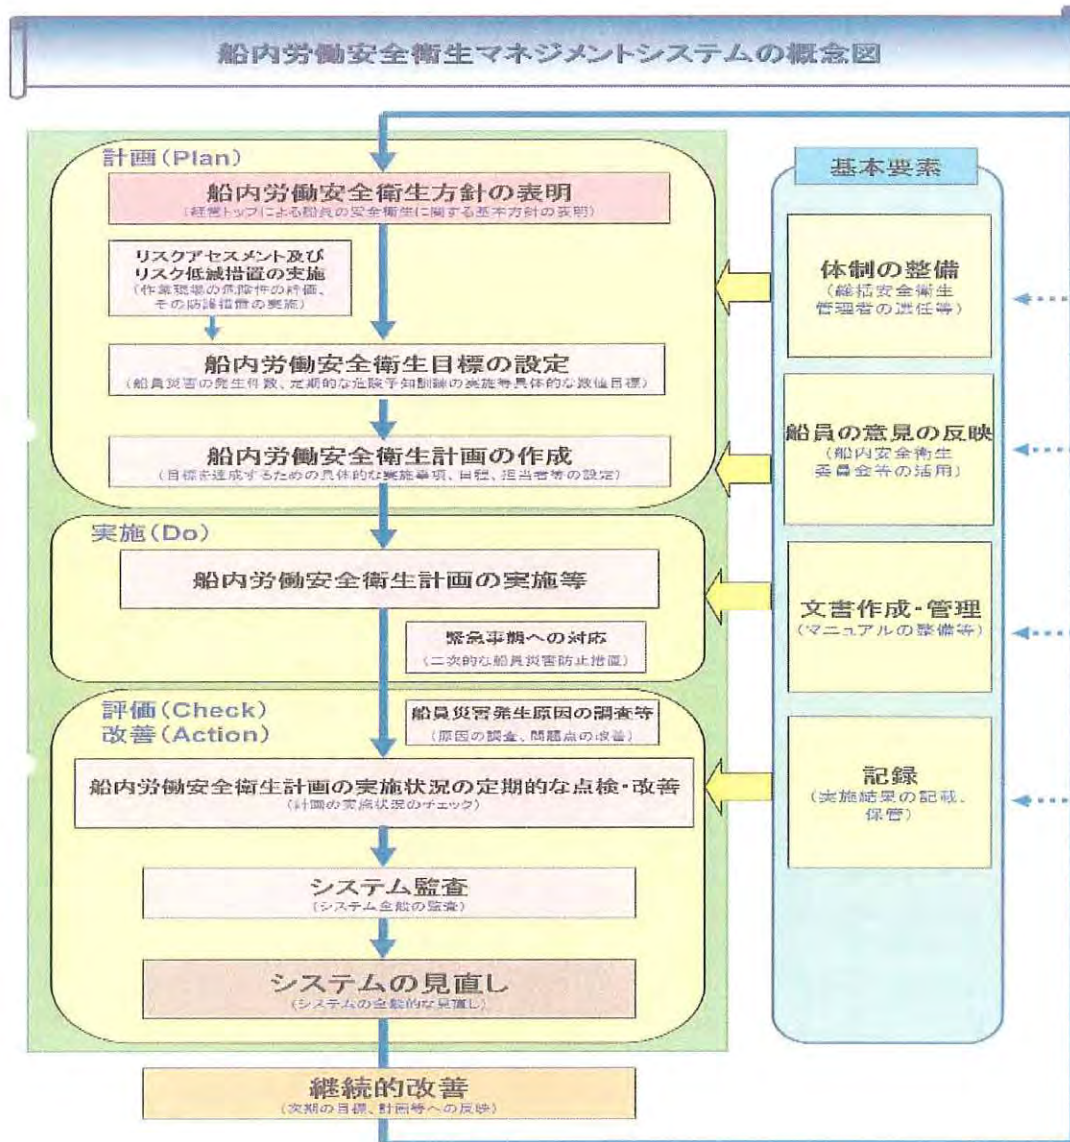 船内労働安全衛生マネジメントシステムの概念図
計画(Plan)
船内労働安全衛生方針の表明
(経営トップによる船員の安全衛生に関する基本方針の表明)
リスクアセスメント及び
リスク低減措置の実施
(作業現場の危険性の評価、
その防護措置の実施)
船内労働安全衛生目標の設定
(船員災害の発生件数、定期的な危険予知訓練の実施等具体的な数値目標)
船内労働安全衛生計画の作成
(目標を達成するための具体的な実施事項、日程、担当者等の設定)
実施(Do)
船内労働安全衛生計画の実施等
緊急事態への対応
(二次的な船員災害防止措置)
評価(Check)
改善(Action)
船員災害発生原因の調査等
(原因の調査、問題点の改善)
船内労働安全衛生計画の実施状況の定期的な点検・改善
(計画の実施状況のチェック)
システム監査
(システム全般の監査)
システムの見直し
(システムの全般的な見直し)
継続的改善
(次期の目標、計画等への反映)
基本要素
体制の整備
(総括安全衛生
管理者の選任等)
船員の意見の反映
(船内安全衛生
委員会等の活用)
文書作成・管理
(マニュアルの整備等)
記録
(実施結果の記載、
保管)